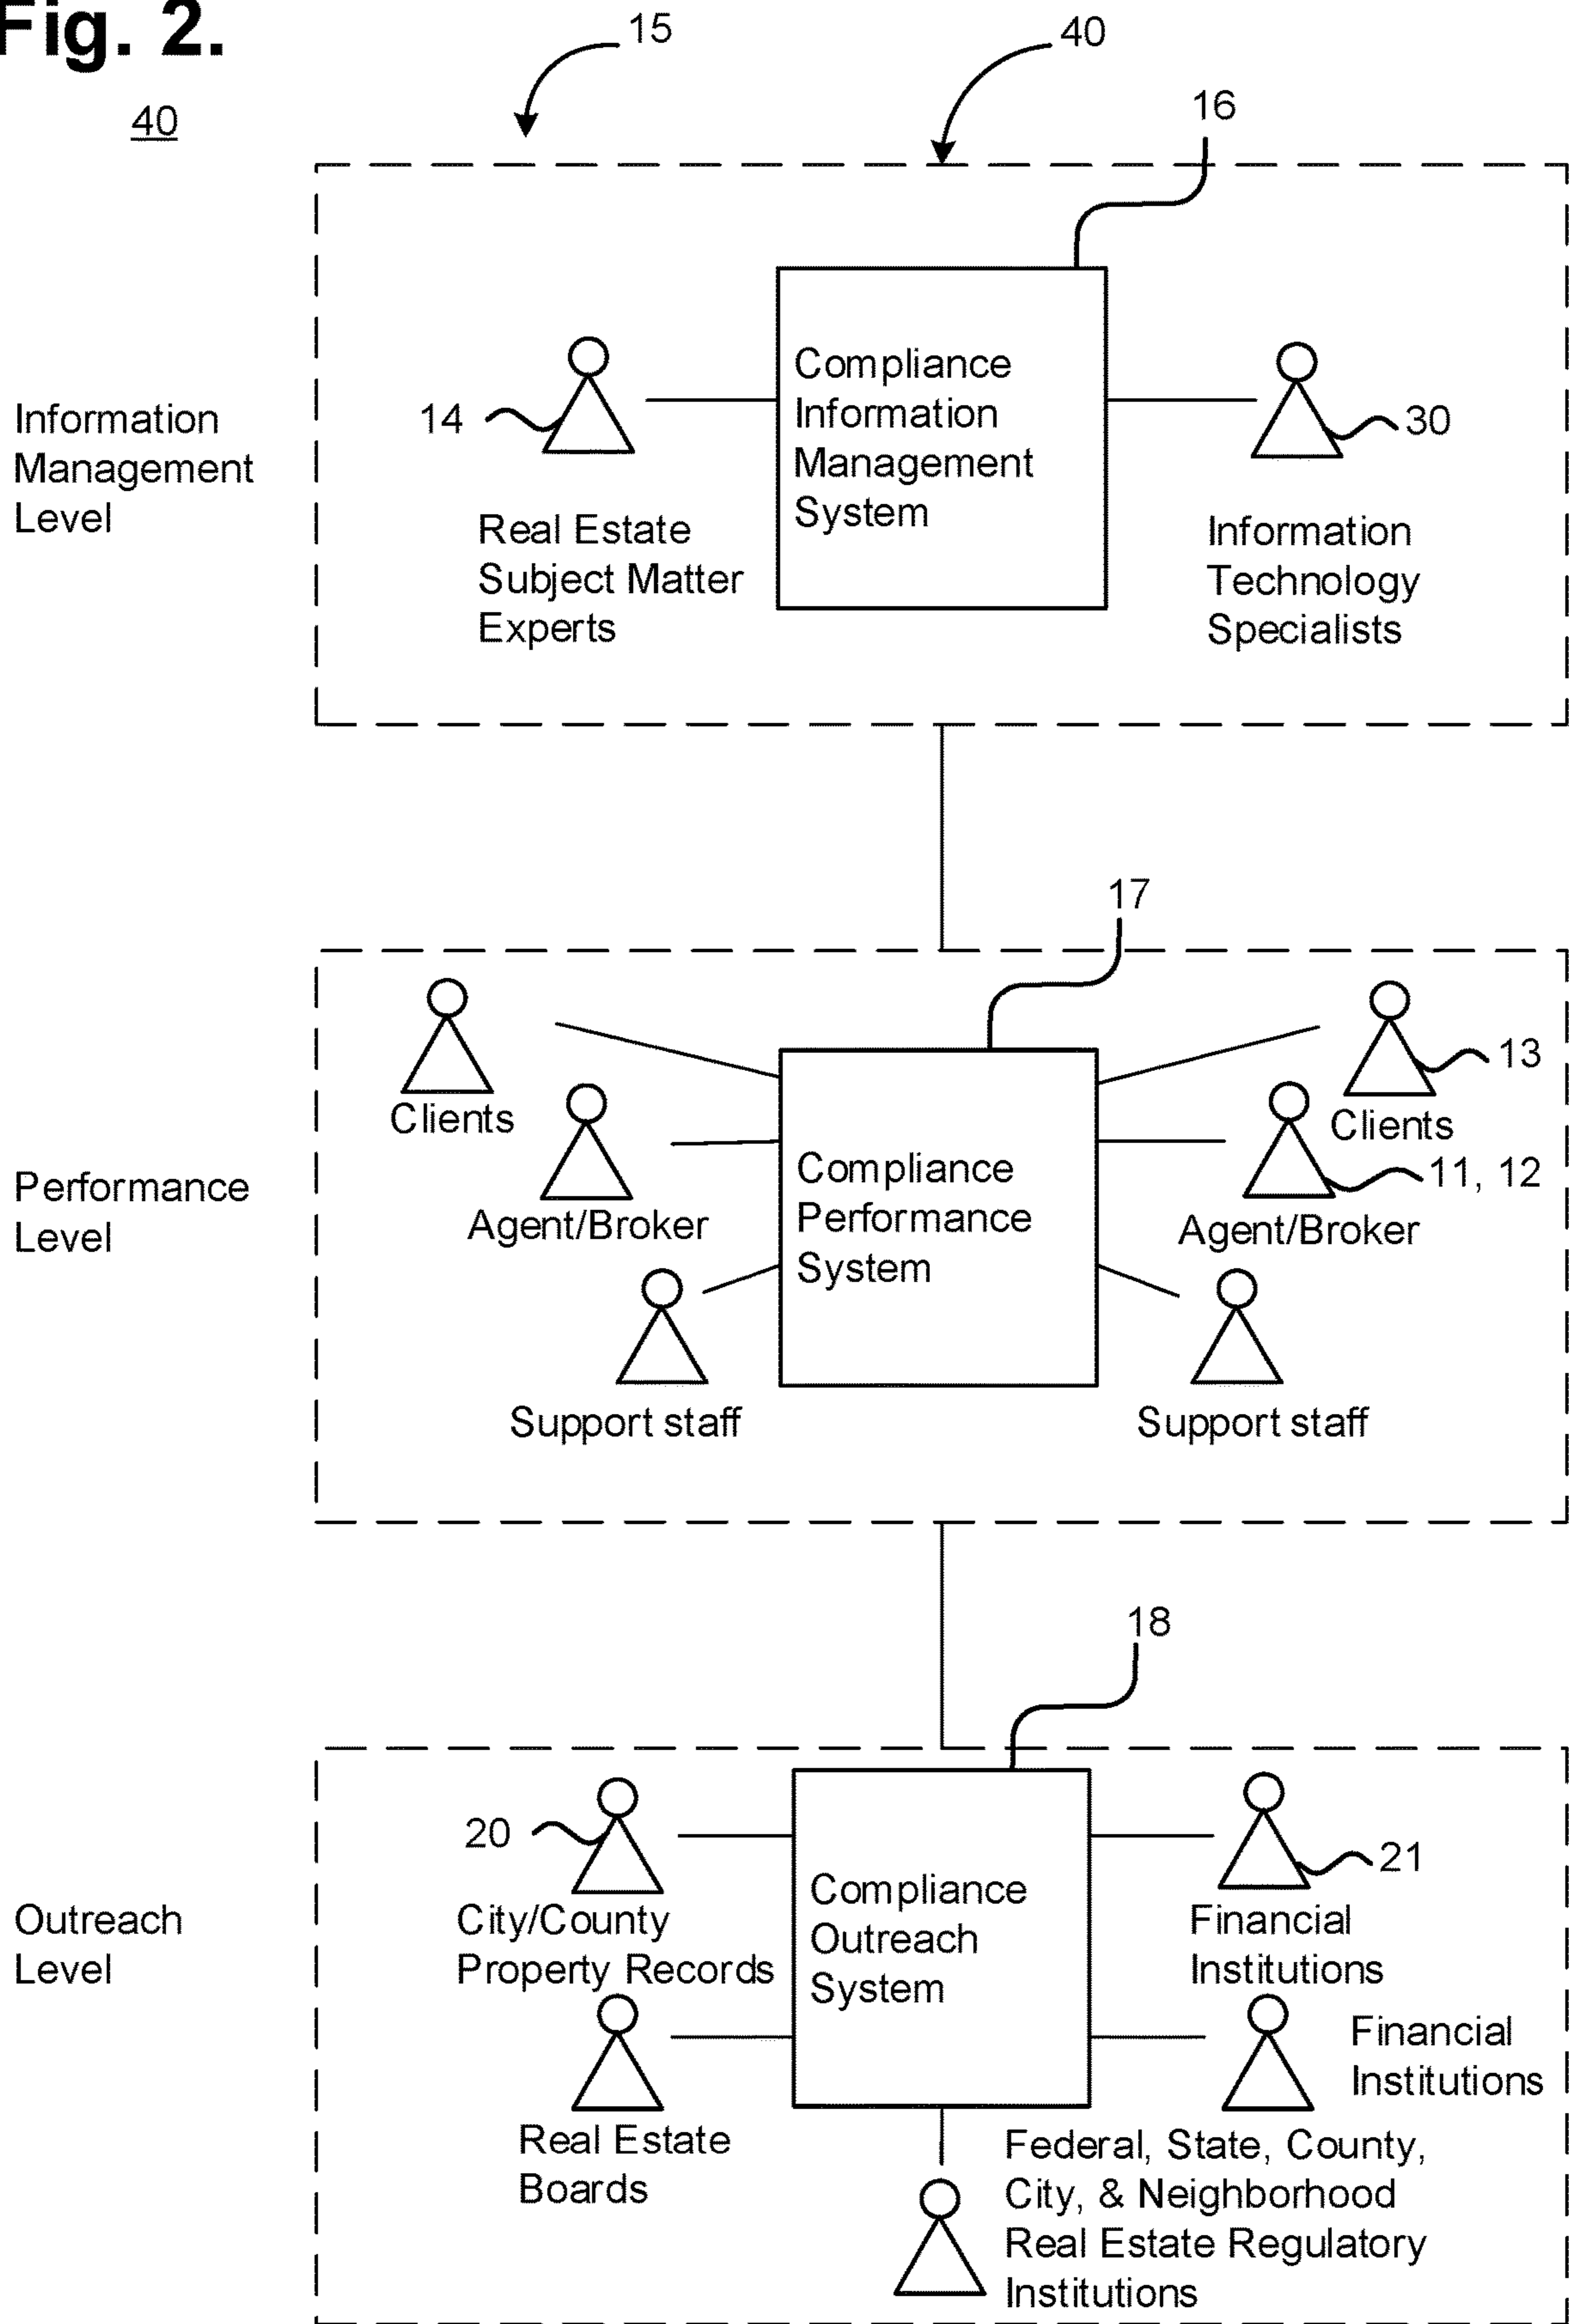 Fig. 2.
15
40
40
16
Information
Management
Level
14
Real Estate
Subject Matter
Experts
Compliance
Information
Management
System
30
Information
Technology
Specialists
17
Performance
Level
Clients
Agent/Broker
Support staff
Compliance
Performance
System
13
Clients
11, 12
Agent/Broker
Support staff
18
Outreach
Level
20
City/County
Property Records
Real Estate
Boards
Compliance
Outreach
System
21
Financial
Institutions
Financial
Institutions
Federal, State, County,
City, & Neighborhood
Real Estate Regulatory
Institutions